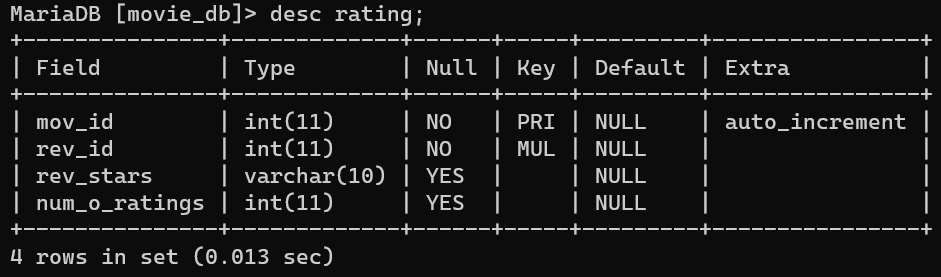 MariaDB [movie_db]> desc rating;
+---------------+-------------+------+-----+---------+----------------+
| Field         | Type        | Null | Key | Default | Extra          |
+---------------+-------------+------+-----+---------+----------------+
| mov_id        | int(11)     | NO   | PRI | NULL    | auto_increment |
| rev_id        | int(11)     | NO   | MUL | NULL    |                |
| rev_stars     | varchar(10) | YES  |     | NULL    |                |
| num_o_ratings | int(11)     | YES  |     | NULL    |                |
+---------------+-------------+------+-----+---------+----------------+
4 rows in set (0.013 sec)